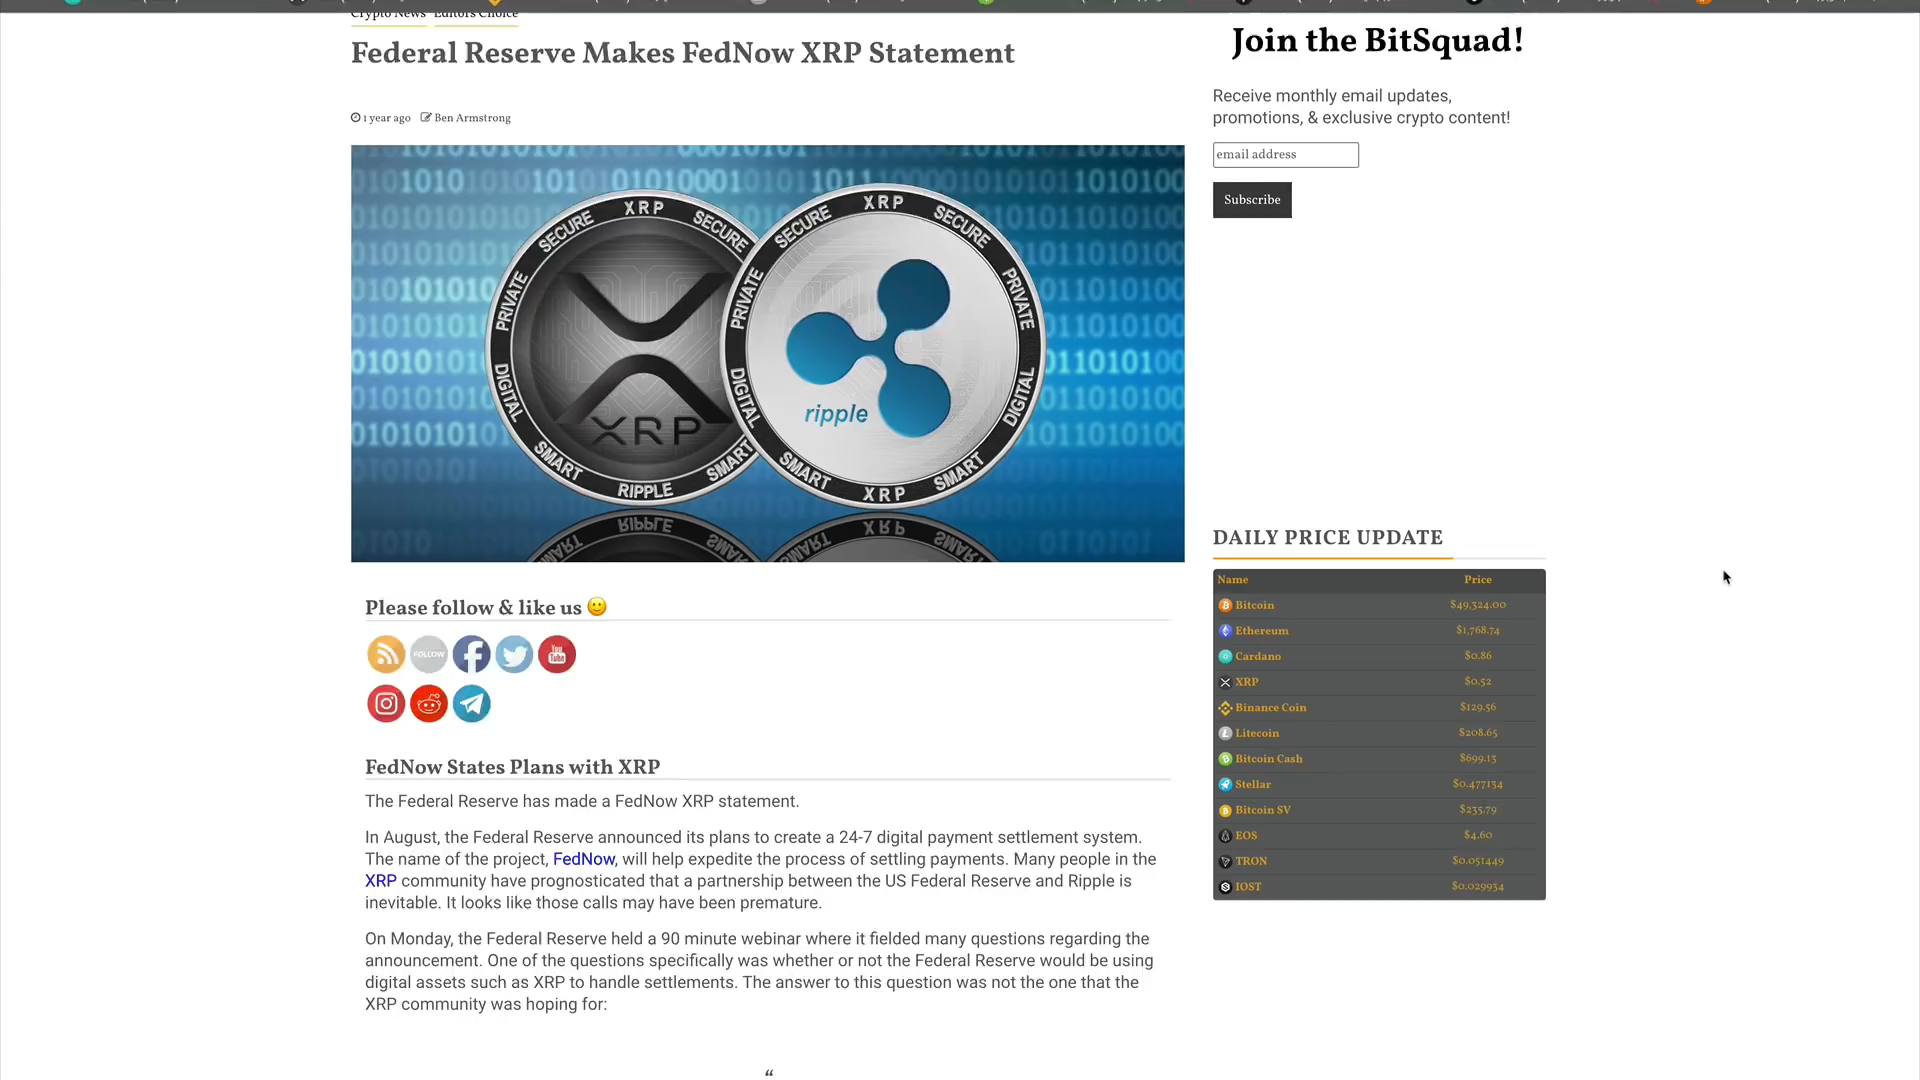 Crypto News Editors Choice
Federal Reserve Makes FedNow XRP Statement
1 year ago Ben Armstrong
XRP
SECURE
SECURE
PRIVATE
DIGITAL
SMART
RIPPLE
SMART
XRP
XRP
SECURE
SECURE
PRIVATE
PRIVATE
DIGITAL
DIGITAL
SMART
XRP
SMART
ripple
Please follow & like us
FOLLOW
You
Tube
FedNow States Plans with XRP
The Federal Reserve has made a FedNow XRP statement.
In August, the Federal Reserve announced its plans to create a 24-7 digital payment settlement system.
The name of the project, FedNow, will help expedite the process of settling payments. Many people in the
XRP community have prognosticated that a partnership between the US Federal Reserve and Ripple is
inevitable. It looks like those calls may have been premature.
On Monday, the Federal Reserve held a 90 minute webinar where it fielded many questions regarding the
announcement. One of the questions specifically was whether or not the Federal Reserve would be using
digital assets such as XRP to handle settlements. The answer to this question was not the one that the
XRP community was hoping for:
“
Join the BitSquad!
Receive monthly email updates,
promotions, & exclusive crypto content!
email address
Subscribe
DAILY PRICE UPDATE
Name Price
Bitcoin $49,324.00
Ethereum $1,768.74
Cardano $0.86
XRP $0.52
Binance Coin $129.56
Litecoin $208.65
Bitcoin Cash $699.13
Stellar $0.477134
Bitcoin SV $235.79
EOS $4.60
TRON $0.051449
IOST $0.029934